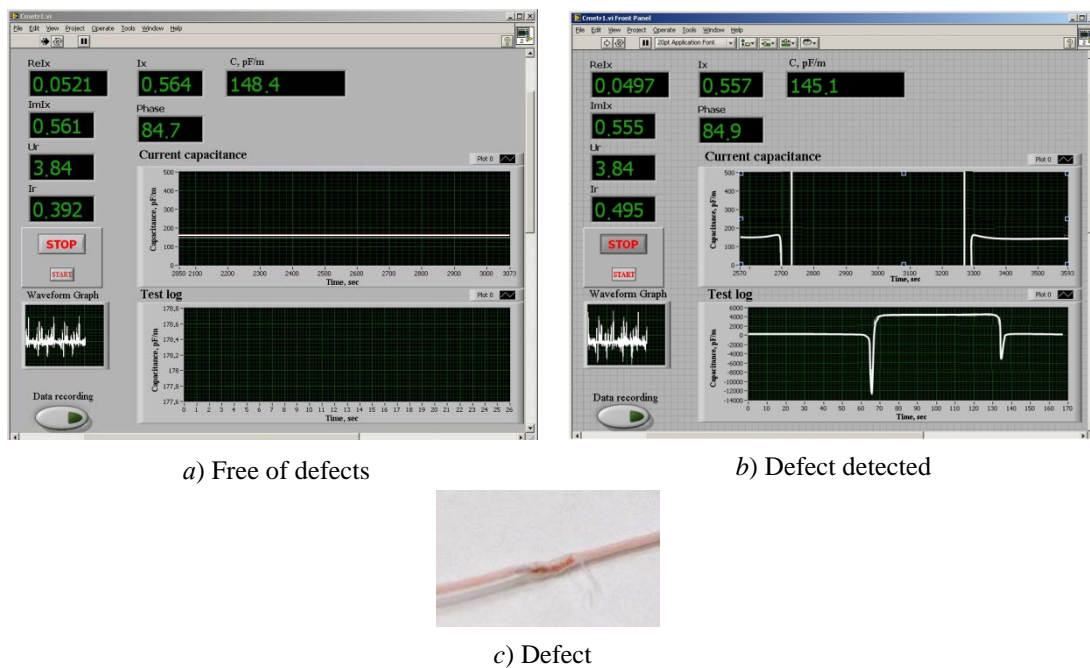 Cmetr1.vi
File Edit View Project Operate Tools Window Help
ReIx
0.0521
Ix
0.564
C, pF/m
148.4
ImIx
0.561
Phase
84.7
Ur
3.84
Ir
0.392
STOP
START
Current capacitance
Plot 0
Capacitance, pF/m
500
400
300
200
100
0
2050 2100 2200 2300 2400 2500 2600 2700 2800 2900 3000 3073
Time, sec
Waveform Graph
Test log
Plot 0
Capacitance, pF/m
178,8
178,6
178,4
178,2
178
177,8
177,6
0 1 2 3 4 5 6 7 8 9 10 11 12 13 14 15 16 17 18 19 20 21 22 23 24 25 26
Time, sec
Data recording
a) Free of defects
Cmetr1.vi Front Panel
File Edit View Project Operate Tools Window Help
20pt Application Font
ReIx
0.0497
Ix
0.557
C, pF/m
145.1
ImIx
0.555
Phase
84.9
Ur
3.84
Ir
0.495
STOP
START
Current capacitance
Plot 0
Capacitance, pF/m
500
400
300
200
100
0
2570 2700 2800 2900 3000 3100 3200 3300 3400 3593
Time, sec
Waveform Graph
Test log
Plot 0
Capacitance, pF/m
6000
4000
2000
0
-2000
-4000
-6000
-8000
-10000
-12000
-14000
0 10 20 30 40 50 60 70 80 90 100 110 120 130 140 150 160 170
Time, sec
Data recording
b) Defect detected
c) Defect